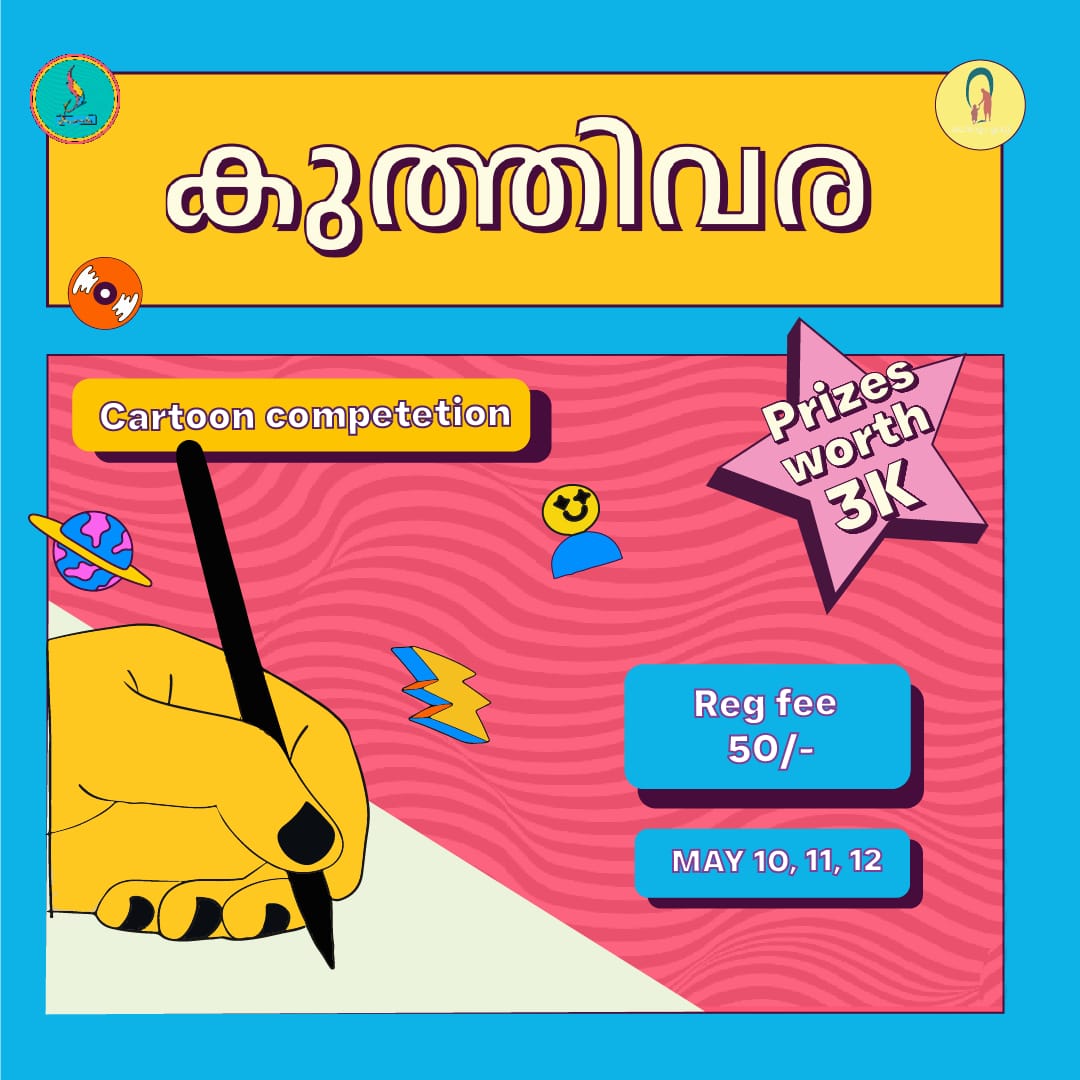 കുത്തിവര
Cartoon competetion
Prizes
worth
3K
Reg fee
50/-
MAY 10, 11, 12